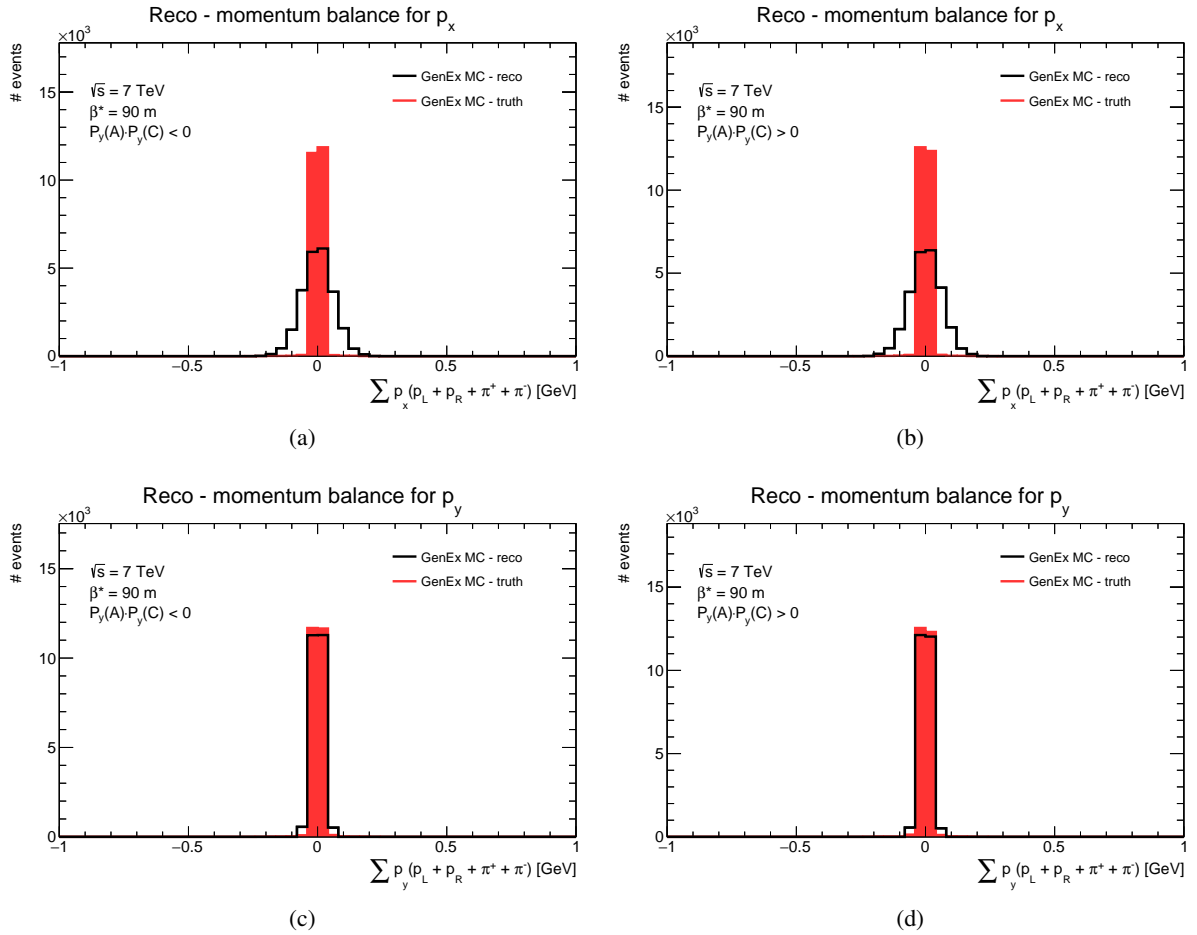 Reco - momentum balance for pₓ
×10³
# events
15
10
5
0
√s = 7 TeV
β* = 90 m
P_y(A)·P_y(C) < 0
GenEx MC - reco
GenEx MC - truth
−1 −0.5 0 0.5 1
∑ pₓ(p_L + p_R + π⁺ + π⁻) [GeV]
(a)
Reco - momentum balance for pₓ
×10³
# events
15
10
5
0
√s = 7 TeV
β* = 90 m
P_y(A)·P_y(C) > 0
GenEx MC - reco
GenEx MC - truth
−1 −0.5 0 0.5 1
∑ pₓ(p_L + p_R + π⁺ + π⁻) [GeV]
(b)
Reco - momentum balance for p_y
×10³
# events
15
10
5
0
√s = 7 TeV
β* = 90 m
P_y(A)·P_y(C) < 0
GenEx MC - reco
GenEx MC - truth
−1 −0.5 0 0.5 1
∑ p_y(p_L + p_R + π⁺ + π⁻) [GeV]
(c)
Reco - momentum balance for p_y
×10³
# events
15
10
5
0
√s = 7 TeV
β* = 90 m
P_y(A)·P_y(C) > 0
GenEx MC - reco
GenEx MC - truth
−1 −0.5 0 0.5 1
∑ p_y(p_L + p_R + π⁺ + π⁻) [GeV]
(d)